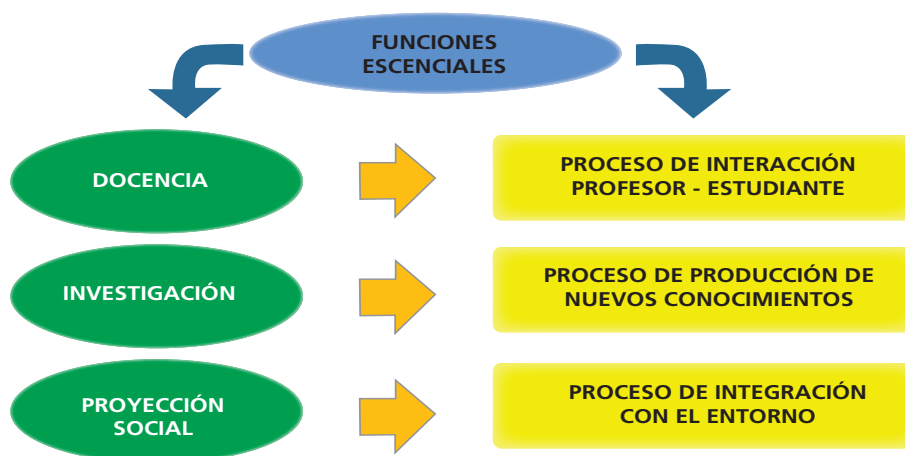 FUNCIONES
ESCENCIALES
DOCENCIA
PROCESO DE INTERACCIÓN
PROFESOR - ESTUDIANTE
INVESTIGACIÓN
PROCESO DE PRODUCCIÓN DE
NUEVOS CONOCIMIENTOS
PROYECCIÓN
SOCIAL
PROCESO DE INTEGRACIÓN
CON EL ENTORNO